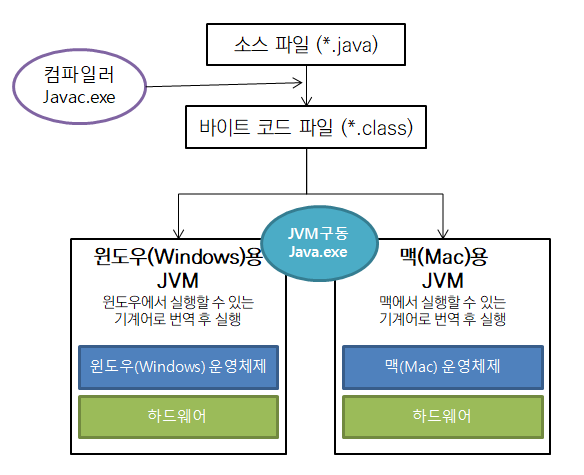 소스 파일 (*.java)
컴파일러
Javac.exe
바이트 코드 파일 (*.class)
JVM구동
Java.exe
윈도우(Windows)용
JVM
윈도우에서 실행할 수 있는
기계어로 번역 후 실행
윈도우(Windows) 운영체제
하드웨어
맥(Mac)용
JVM
맥에서 실행할 수 있는
기계어로 번역 후 실행
맥(Mac) 운영체제
하드웨어